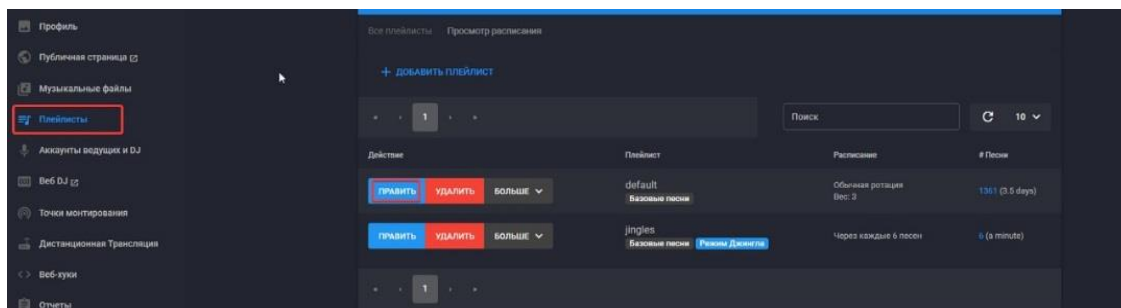 Профиль
Публичная страница
Музыкальные файлы
Плейлисты
Аккаунты ведущих и DJ
Веб DJ
Точки монтирования
Дистанционная Трансляция
Веб-хуки
Отчеты
Все плейлисты Просмотр расписания
+ ДОБАВИТЬ ПЛЕЙЛИСТ
« ‹ 1 › » Поиск 10
Действие Плейлист Расписание # Песни
ПРАВИТЬ УДАЛИТЬ БОЛЬШЕ default Обычная ротация 1361 (3.5 days)
Базовые песни Вес: 3
ПРАВИТЬ УДАЛИТЬ БОЛЬШЕ jingles Через каждые 6 песен 6 (a minute)
Базовые песни Режим Джингла
« ‹ 1 › »